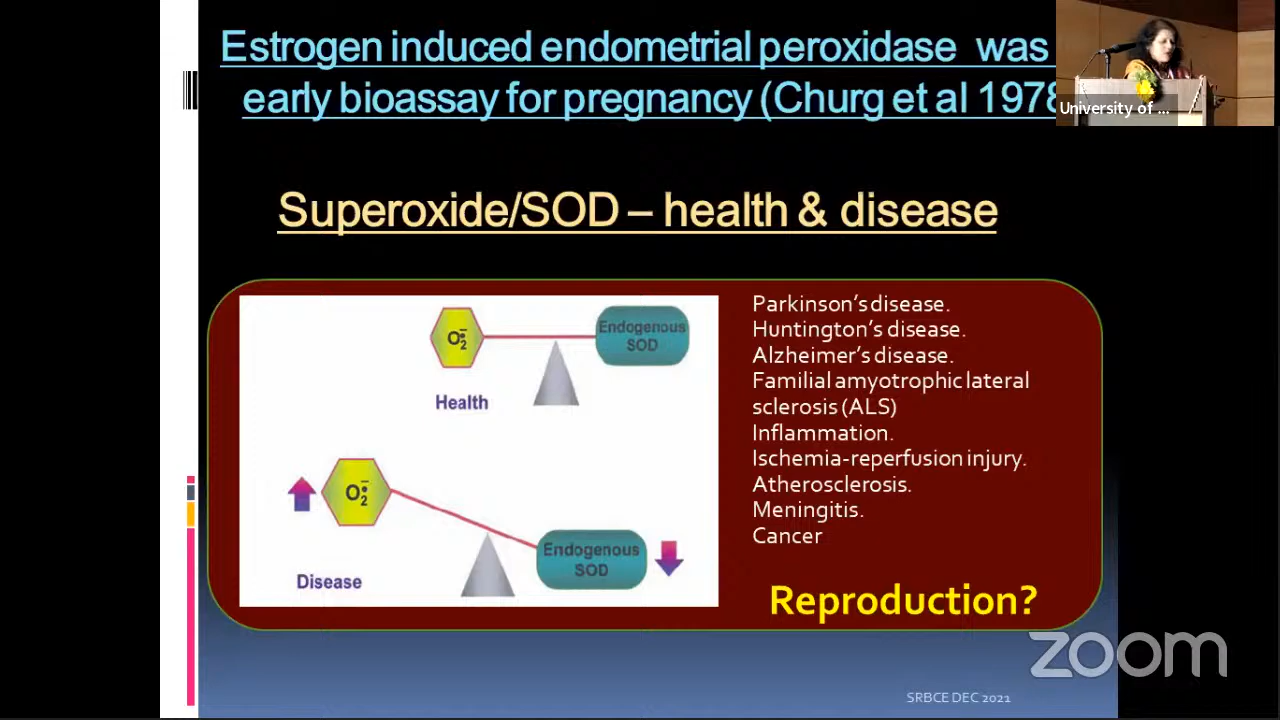 Estrogen induced endometrial peroxidase was
early bioassay for pregnancy (Churg et al 1978
University of ...
Superoxide/SOD – health & disease
O₂•̄
Endogenous
SOD
Health
O₂•̄
Endogenous
SOD
Disease
Parkinson's disease.
Huntington's disease.
Alzheimer's disease.
Familial amyotrophic lateral
sclerosis (ALS)
Inflammation.
Ischemia-reperfusion injury.
Atherosclerosis.
Meningitis.
Cancer
Reproduction?
zoom
SRBCE DEC 2022